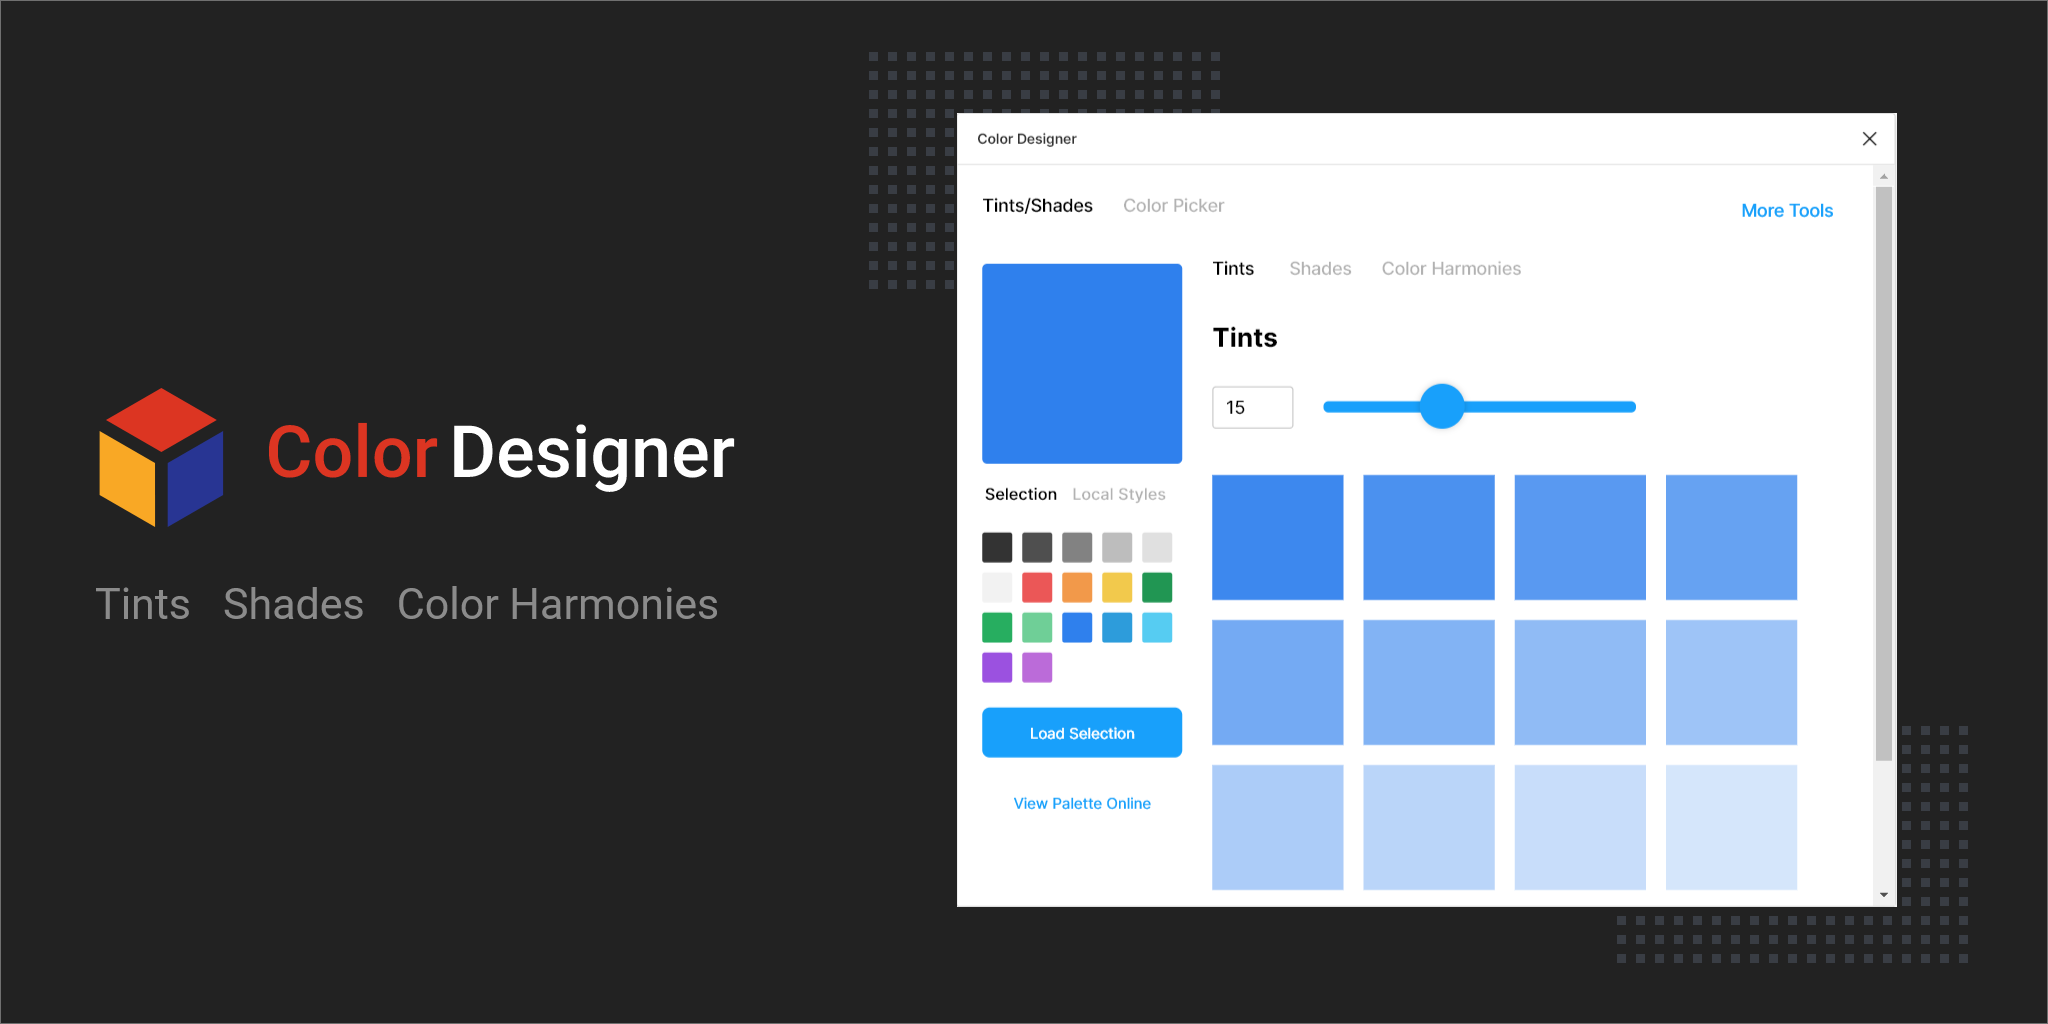 Color Designer
Tints Shades Color Harmonies
Color Designer
Tints/Shades Color Picker
More Tools
Tints Shades Color Harmonies
Tints
15
Selection Local Styles
Load Selection
View Palette Online